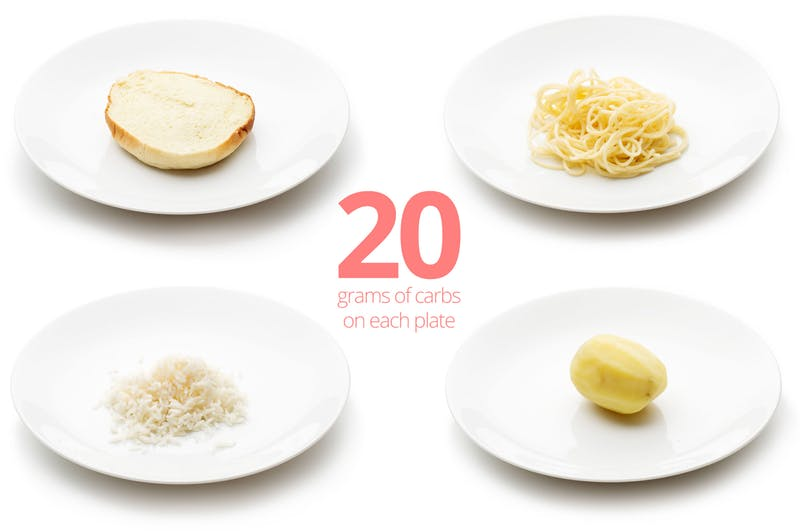 20
grams of carbs
on each plate